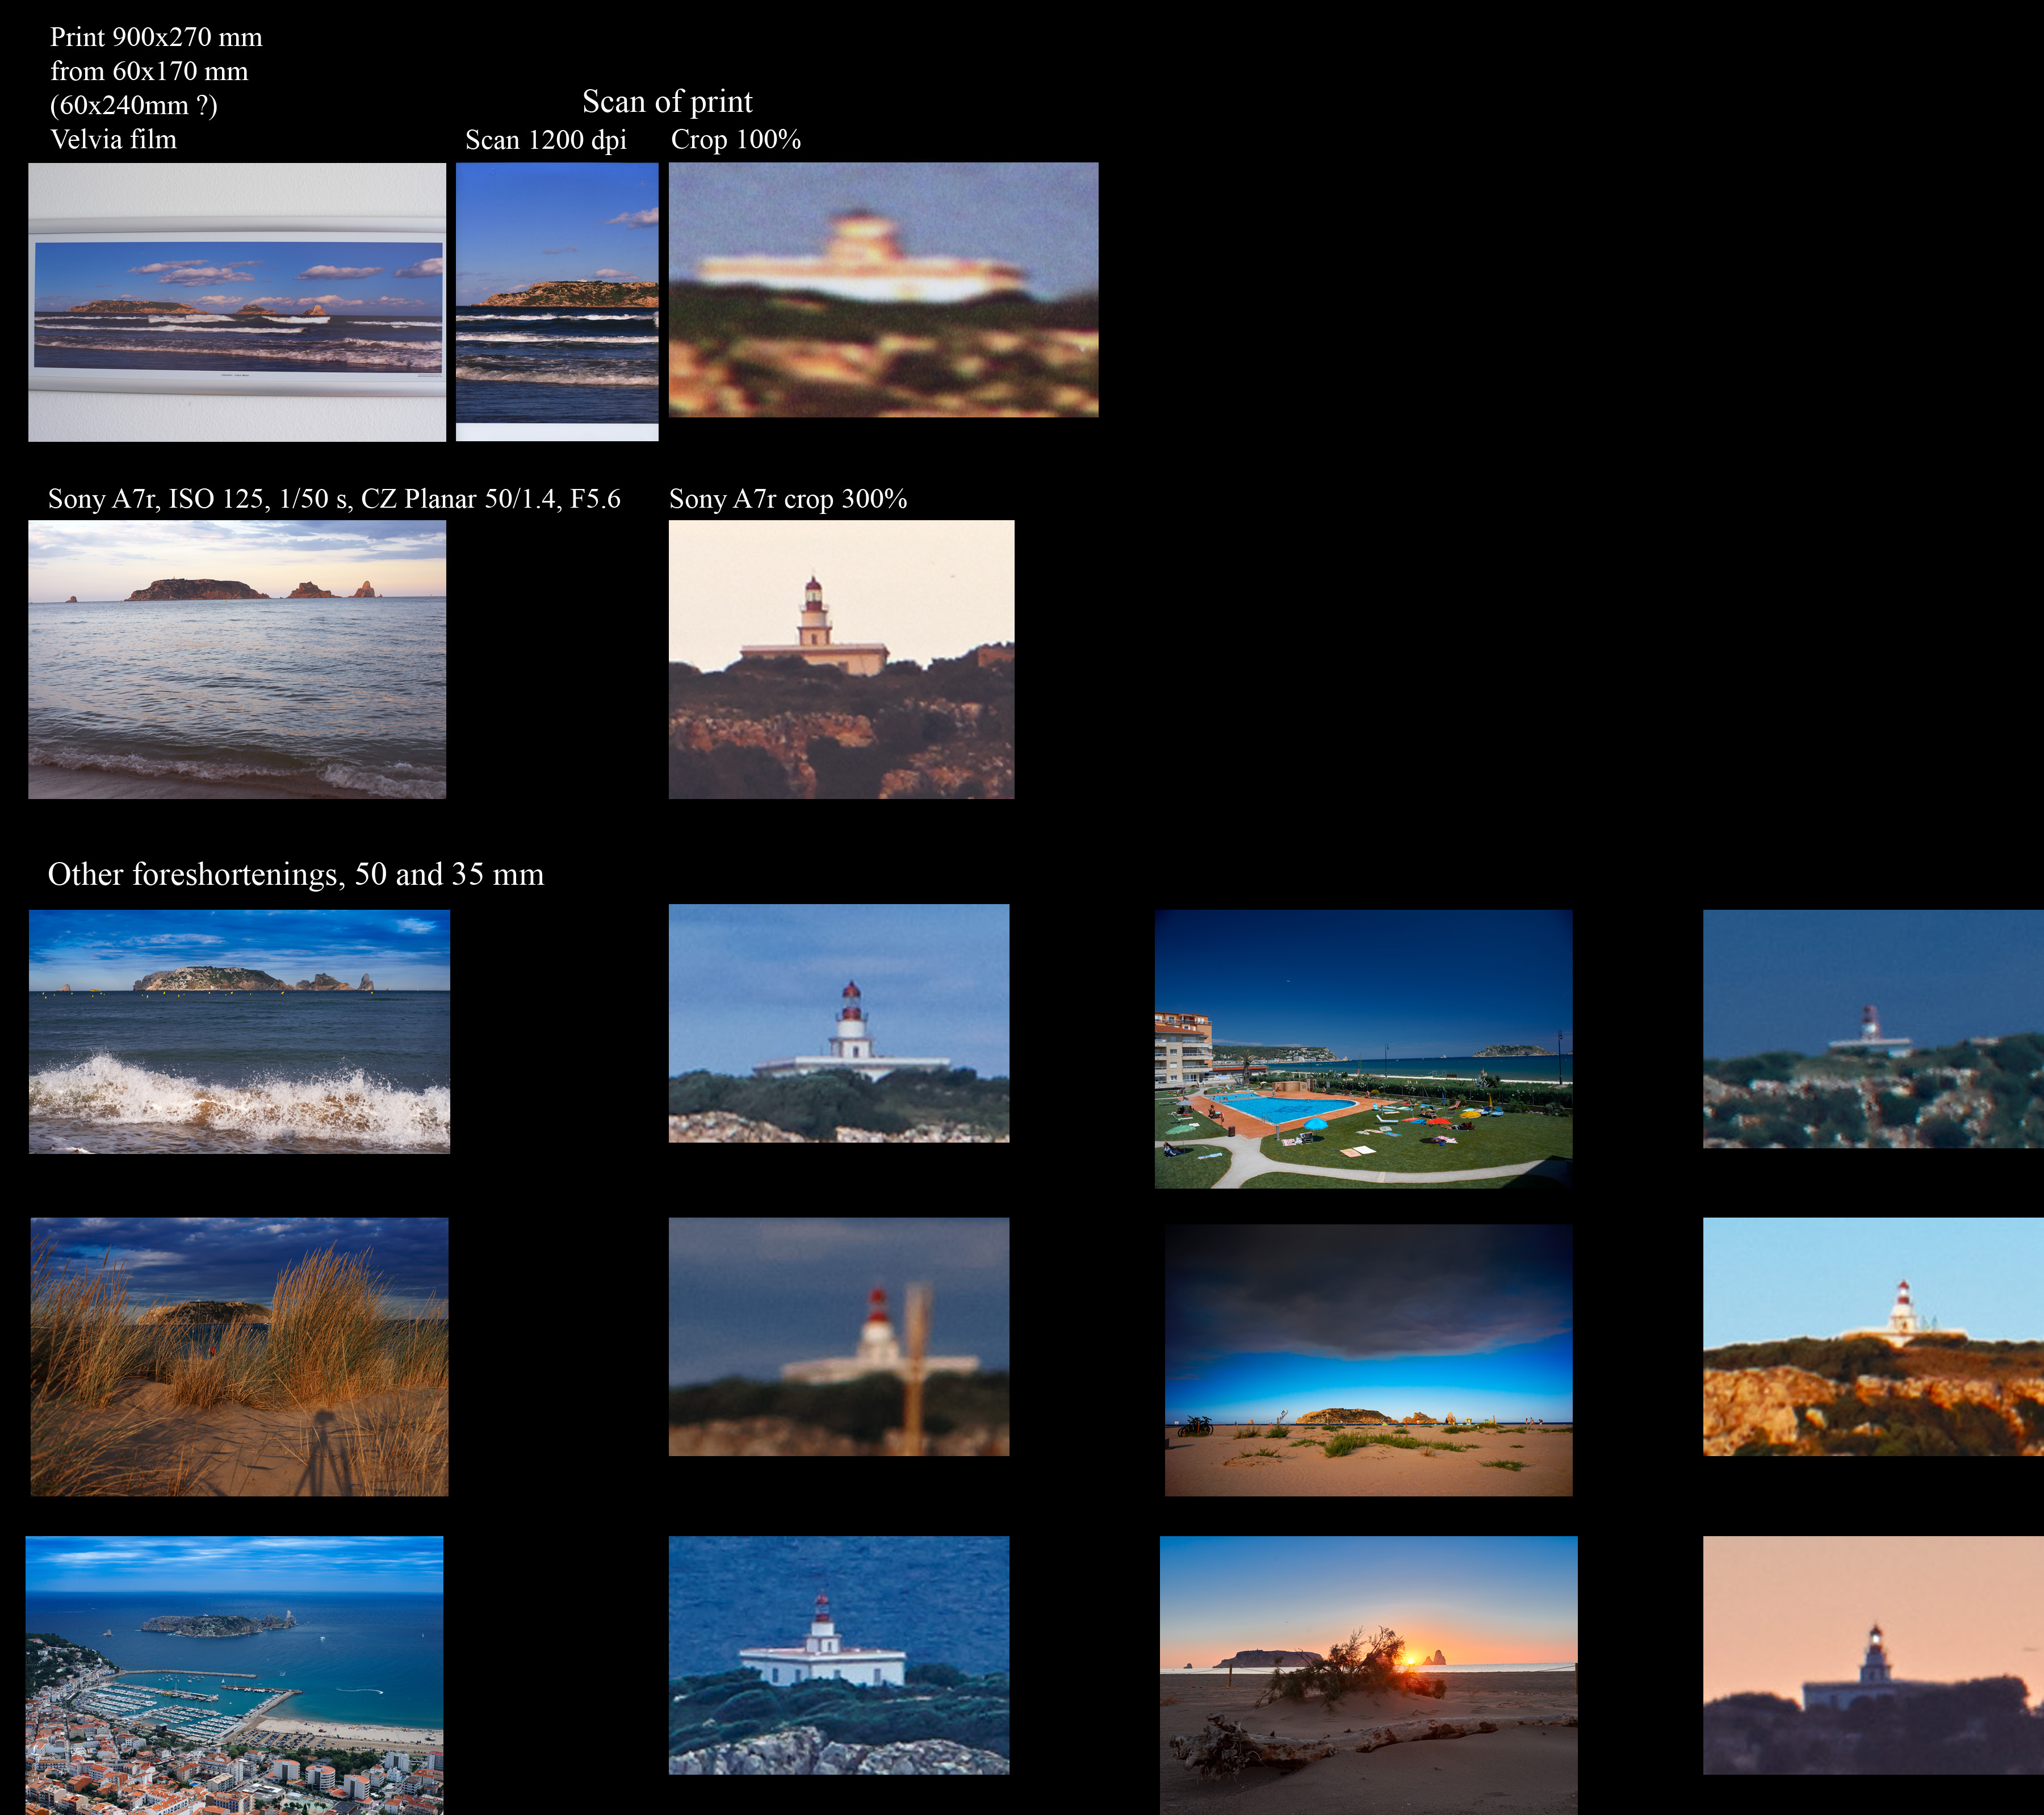 Print 900x270 mm
from 60x170 mm
(60x240mm ?)
Velvia film
Scan of print
Scan 1200 dpi
Crop 100%
Sony A7r, ISO 125, 1/50 s, CZ Planar 50/1.4, F5.6
Sony A7r crop 300%
Other foreshortenings, 50 and 35 mm